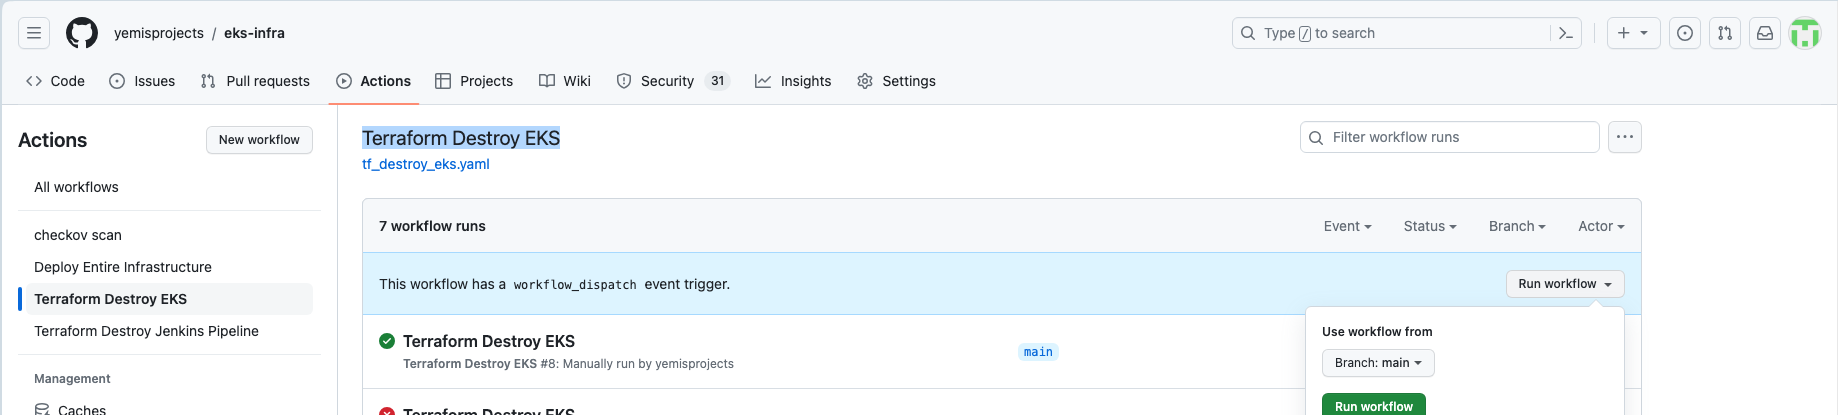 yemisprojects / eks-infra
Type / to search
Code Issues Pull requests Actions Projects Wiki Security 31 Insights Settings
Actions
New workflow
All workflows
checkov scan
Deploy Entire Infrastructure
Terraform Destroy EKS
Terraform Destroy Jenkins Pipeline
Management
Caches
Terraform Destroy EKS
tf_destroy_eks.yaml
Filter workflow runs
7 workflow runs
Event Status Branch Actor
This workflow has a workflow_dispatch event trigger.
Run workflow
Use workflow from
Branch: main
Run workflow
Terraform Destroy EKS
Terraform Destroy EKS #8: Manually run by yemisprojects
main
Terraform Destroy EKS